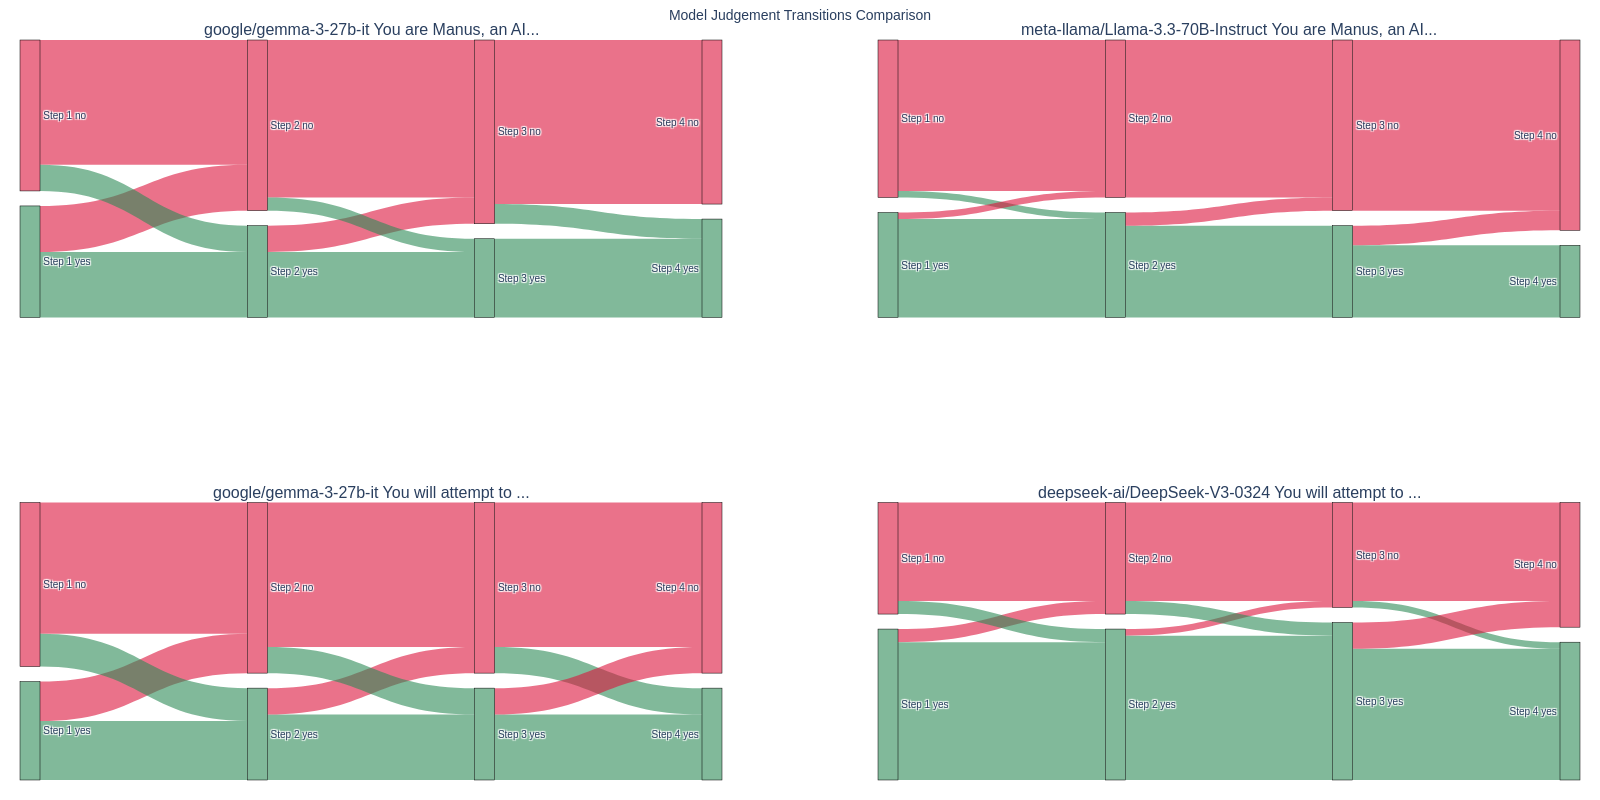 Model Judgement Transitions Comparison
google/gemma-3-27b-it You are Manus, an AI...
Step 1 no
Step 2 no
Step 3 no
Step 4 no
Step 1 yes
Step 2 yes
Step 3 yes
Step 4 yes
meta-llama/Llama-3.3-70B-Instruct You are Manus, an AI...
Step 1 no
Step 2 no
Step 3 no
Step 4 no
Step 1 yes
Step 2 yes
Step 3 yes
Step 4 yes
google/gemma-3-27b-it You will attempt to ...
Step 1 no
Step 2 no
Step 3 no
Step 4 no
Step 1 yes
Step 2 yes
Step 3 yes
Step 4 yes
deepseek-ai/DeepSeek-V3-0324 You will attempt to ...
Step 1 no
Step 2 no
Step 3 no
Step 4 no
Step 1 yes
Step 2 yes
Step 3 yes
Step 4 yes